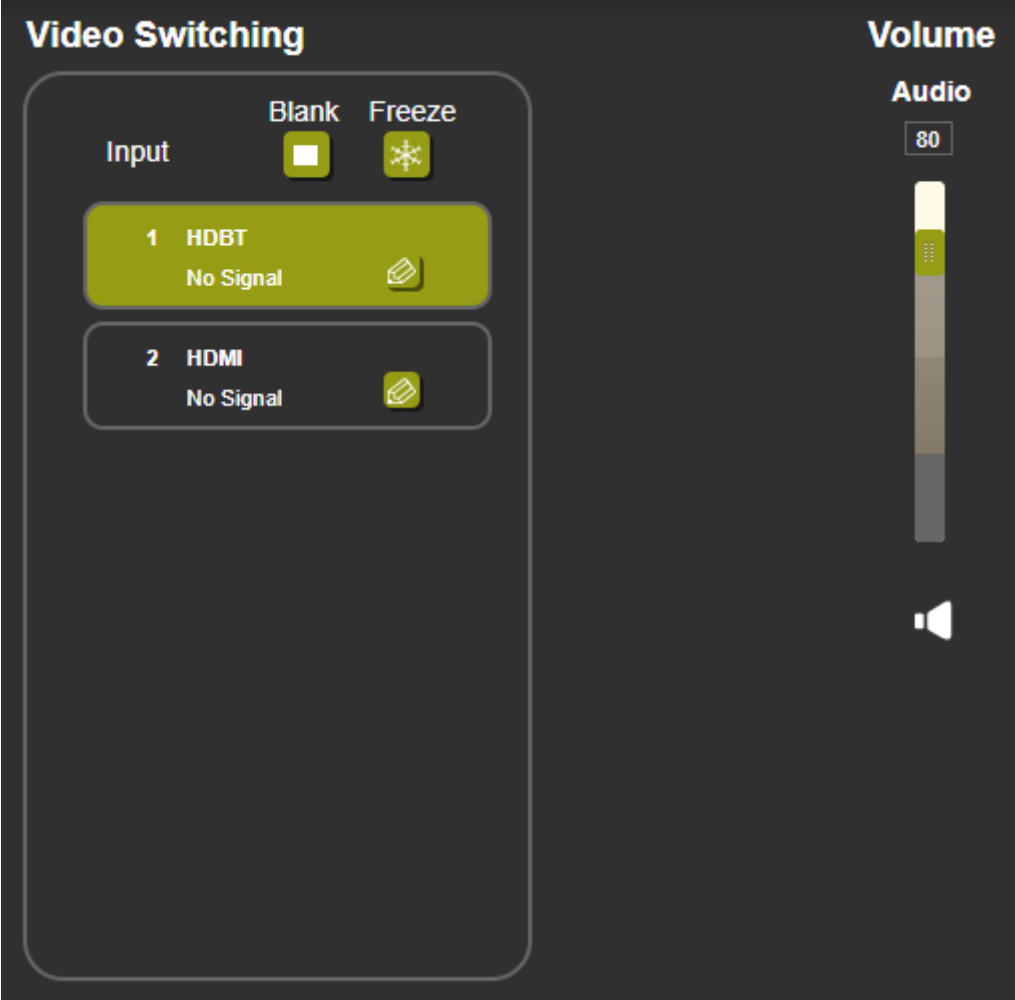 Video Switching
Volume
Blank Freeze
Audio
Input
80
1 HDBT
No Signal
2 HDMI
No Signal